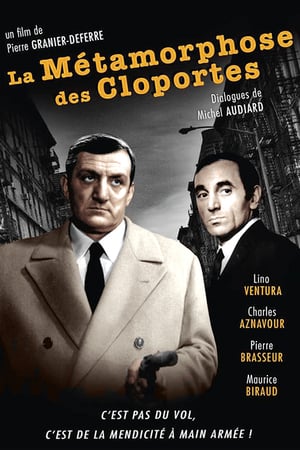 un film de
Pierre GRANIER-DEFERRE
La Métamorphose
des Cloportes
Dialogues de
Michel AUDIARD
Lino
VENTURA
Charles
AZNAVOUR
Pierre
BRASSEUR
Maurice
BIRAUD
C'EST PAS DU VOL,
C'EST DE LA MENDICITÉ À MAIN ARMÉE !